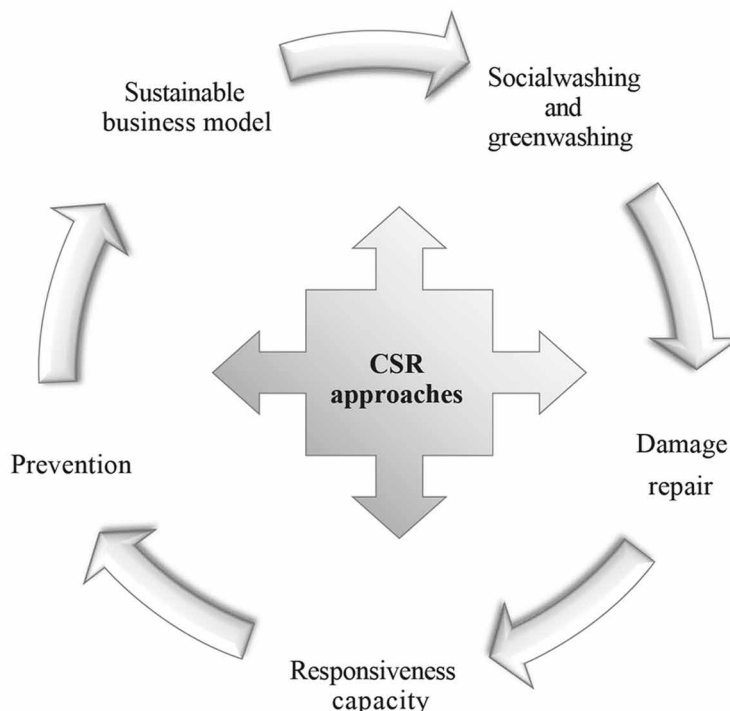 Sustainable
business model
Socialwashing
and
greenwashing
CSR
approaches
Prevention
Damage
repair
Responsiveness
capacity